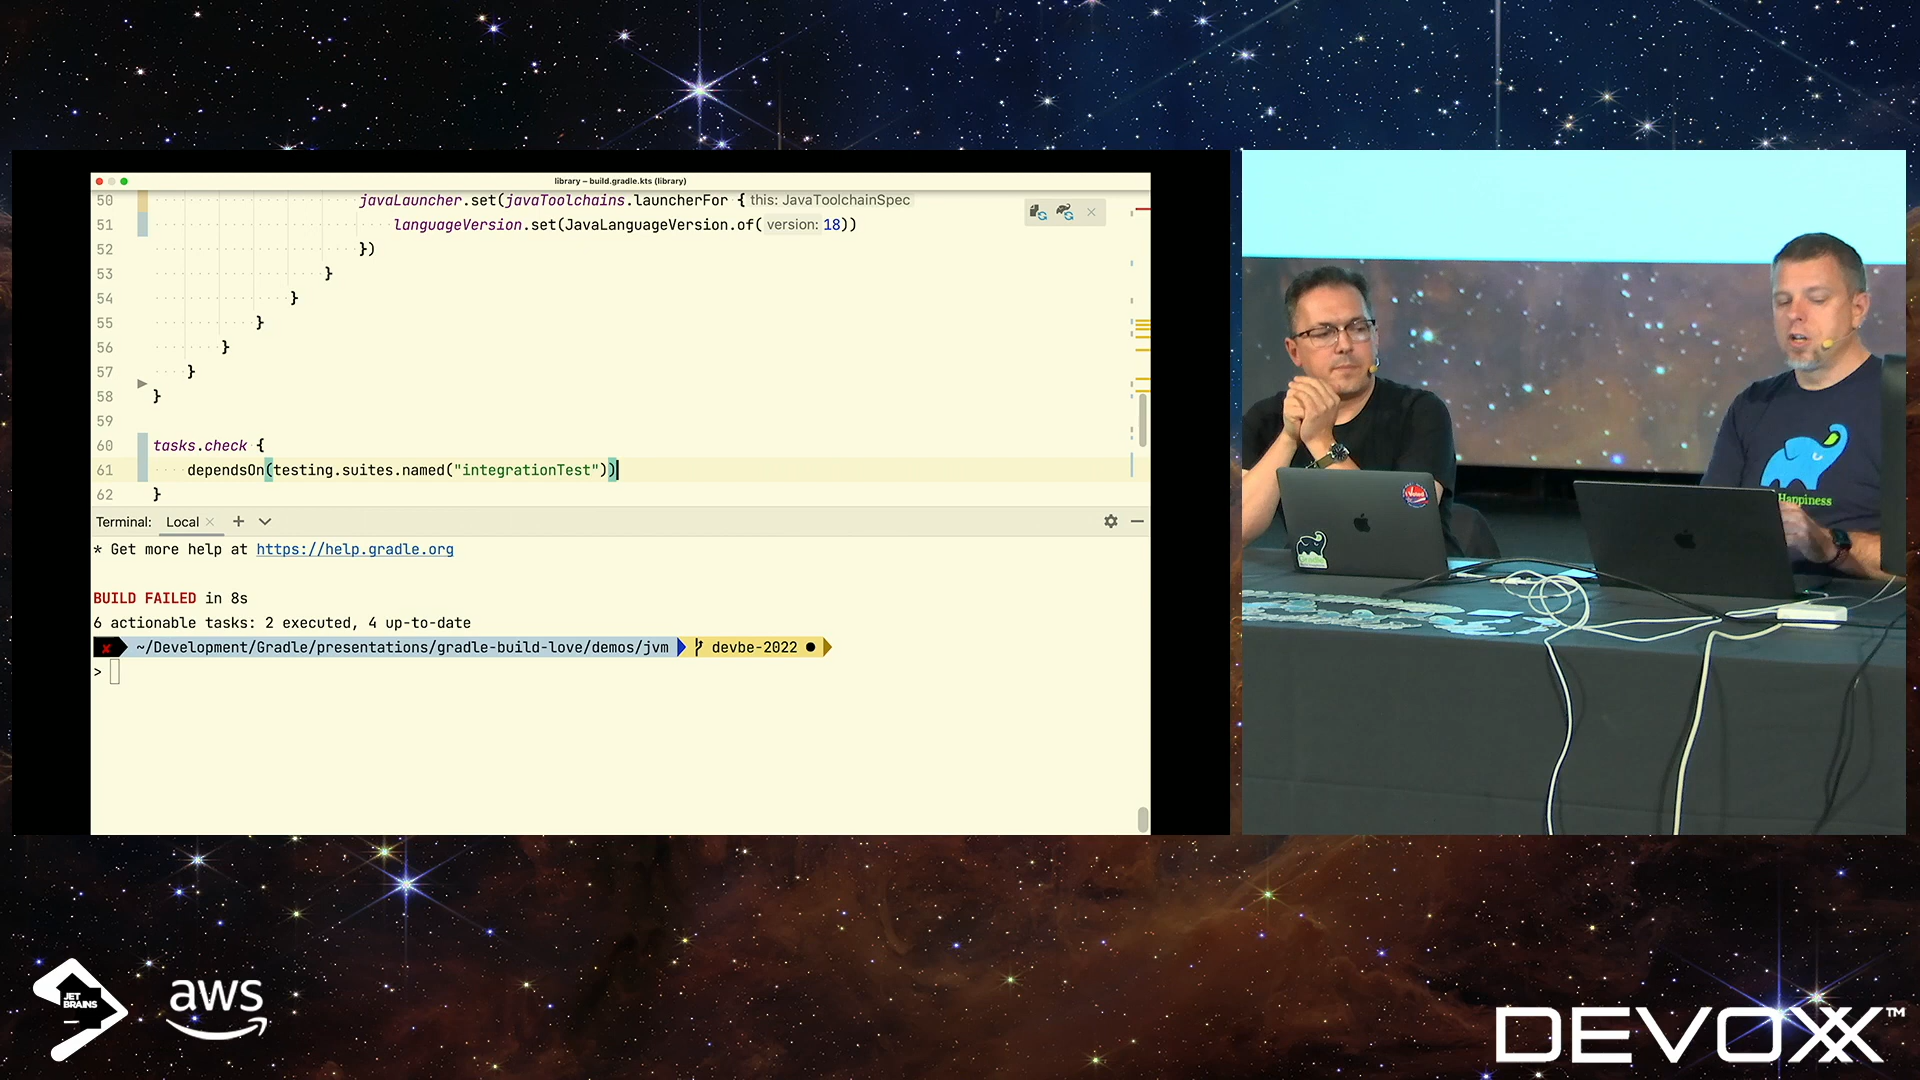 library – build.gradle.kts (library)
50 javaLauncher.set(javaToolchains.launcherFor { this: JavaToolchainSpec
51 languageVersion.set(JavaLanguageVersion.of( version: 18))
52 })
53 }
54 }
55 }
56 }
57 }
58 }
59
60 tasks.check {
61 dependsOn(testing.suites.named("integrationTest"))
62 }
Terminal: Local
* Get more help at https://help.gradle.org
BUILD FAILED in 8s
6 actionable tasks: 2 executed, 4 up-to-date
~/Development/Gradle/presentations/gradle-build-love/demos/jvm devbe-2022
>
Happiness
JET
BRAINS
aws
DEVOXX™